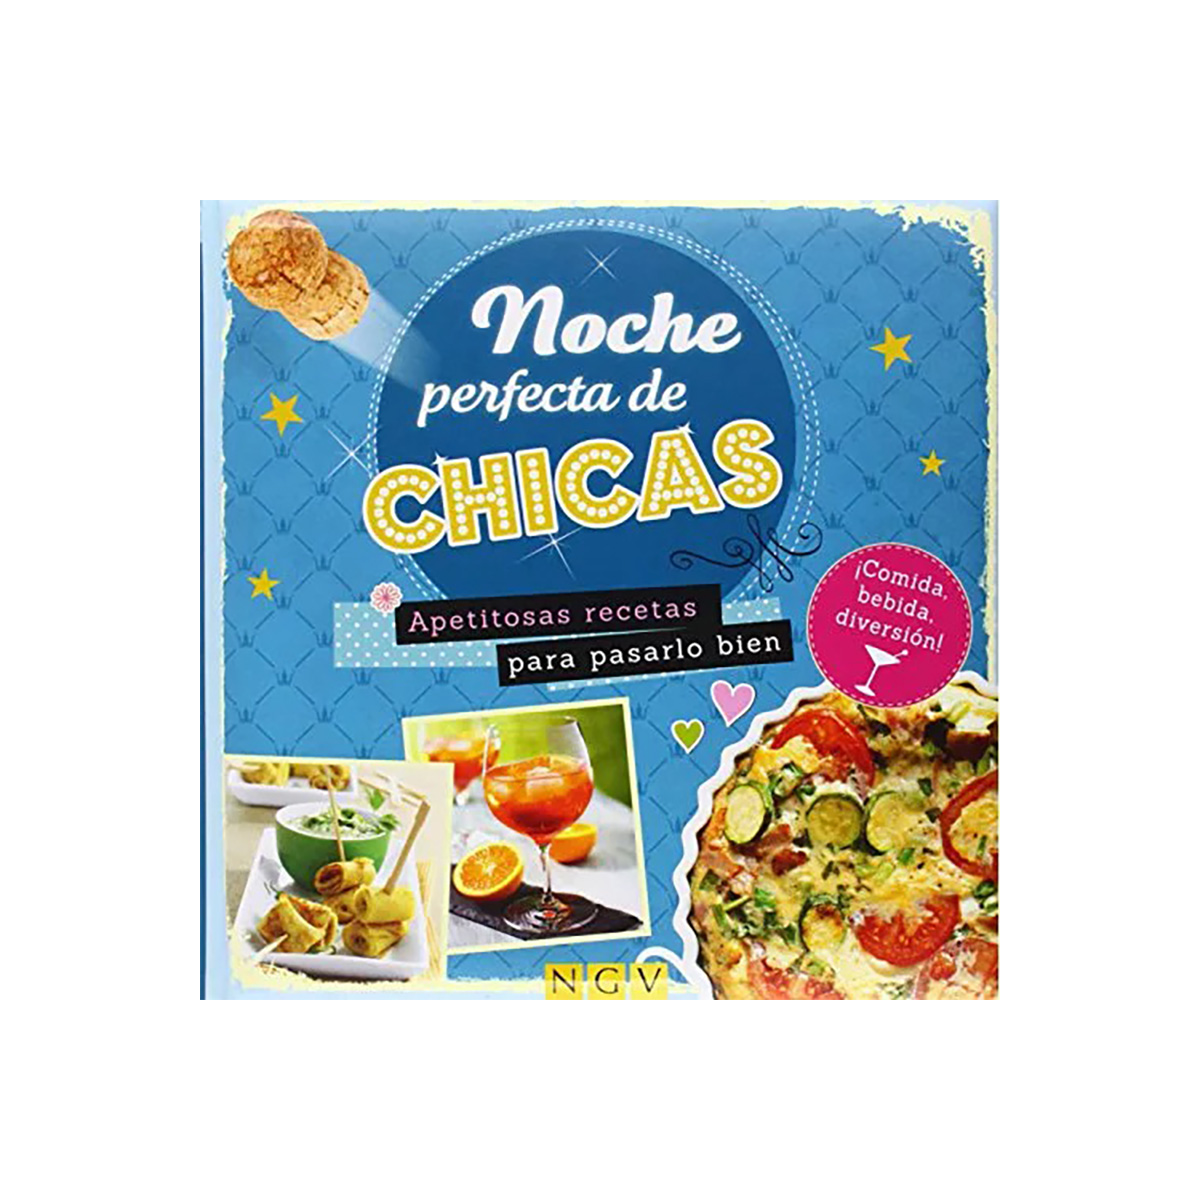 Noche
perfecta de
CHICAS
Apetitosas recetas
para pasarlo bien
¡Comida,
bebida,
diversión!
NGV